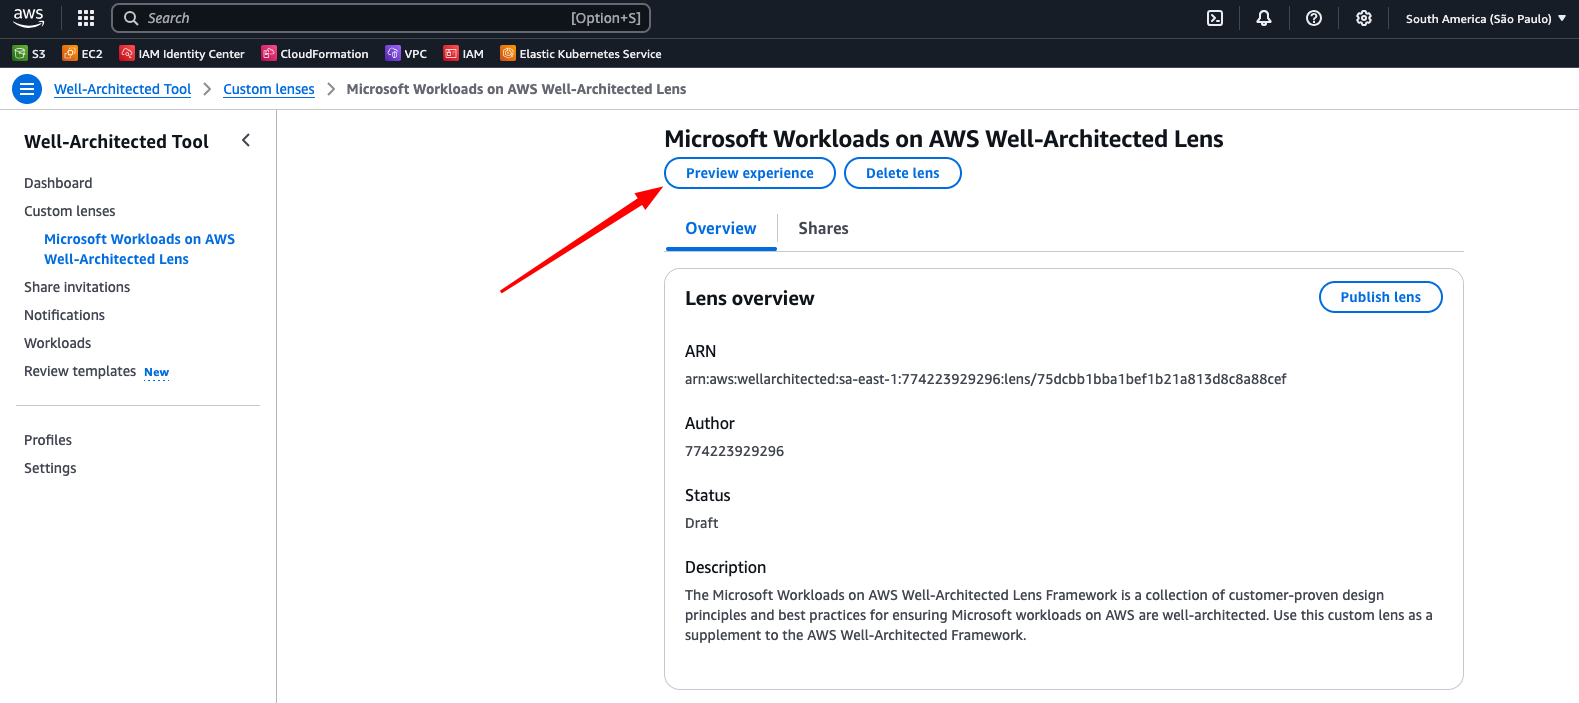 aws
Search [Option+S]
South America (São Paulo)
S3 EC2 IAM Identity Center CloudFormation VPC IAM Elastic Kubernetes Service
Well-Architected Tool Custom lenses Microsoft Workloads on AWS Well-Architected Lens
Well-Architected Tool
Dashboard
Custom lenses
Microsoft Workloads on AWS
Well-Architected Lens
Share invitations
Notifications
Workloads
Review templates New
Profiles
Settings
Microsoft Workloads on AWS Well-Architected Lens
Preview experience Delete lens
Overview Shares
Lens overview Publish lens
ARN
arn:aws:wellarchitected:sa-east-1:774223929296:lens/75dcbb1bba1bef1b21a813d8c8a88cef
Author
774223929296
Status
Draft
Description
The Microsoft Workloads on AWS Well-Architected Lens Framework is a collection of customer-proven design
principles and best practices for ensuring Microsoft workloads on AWS are well-architected. Use this custom lens as a
supplement to the AWS Well-Architected Framework.